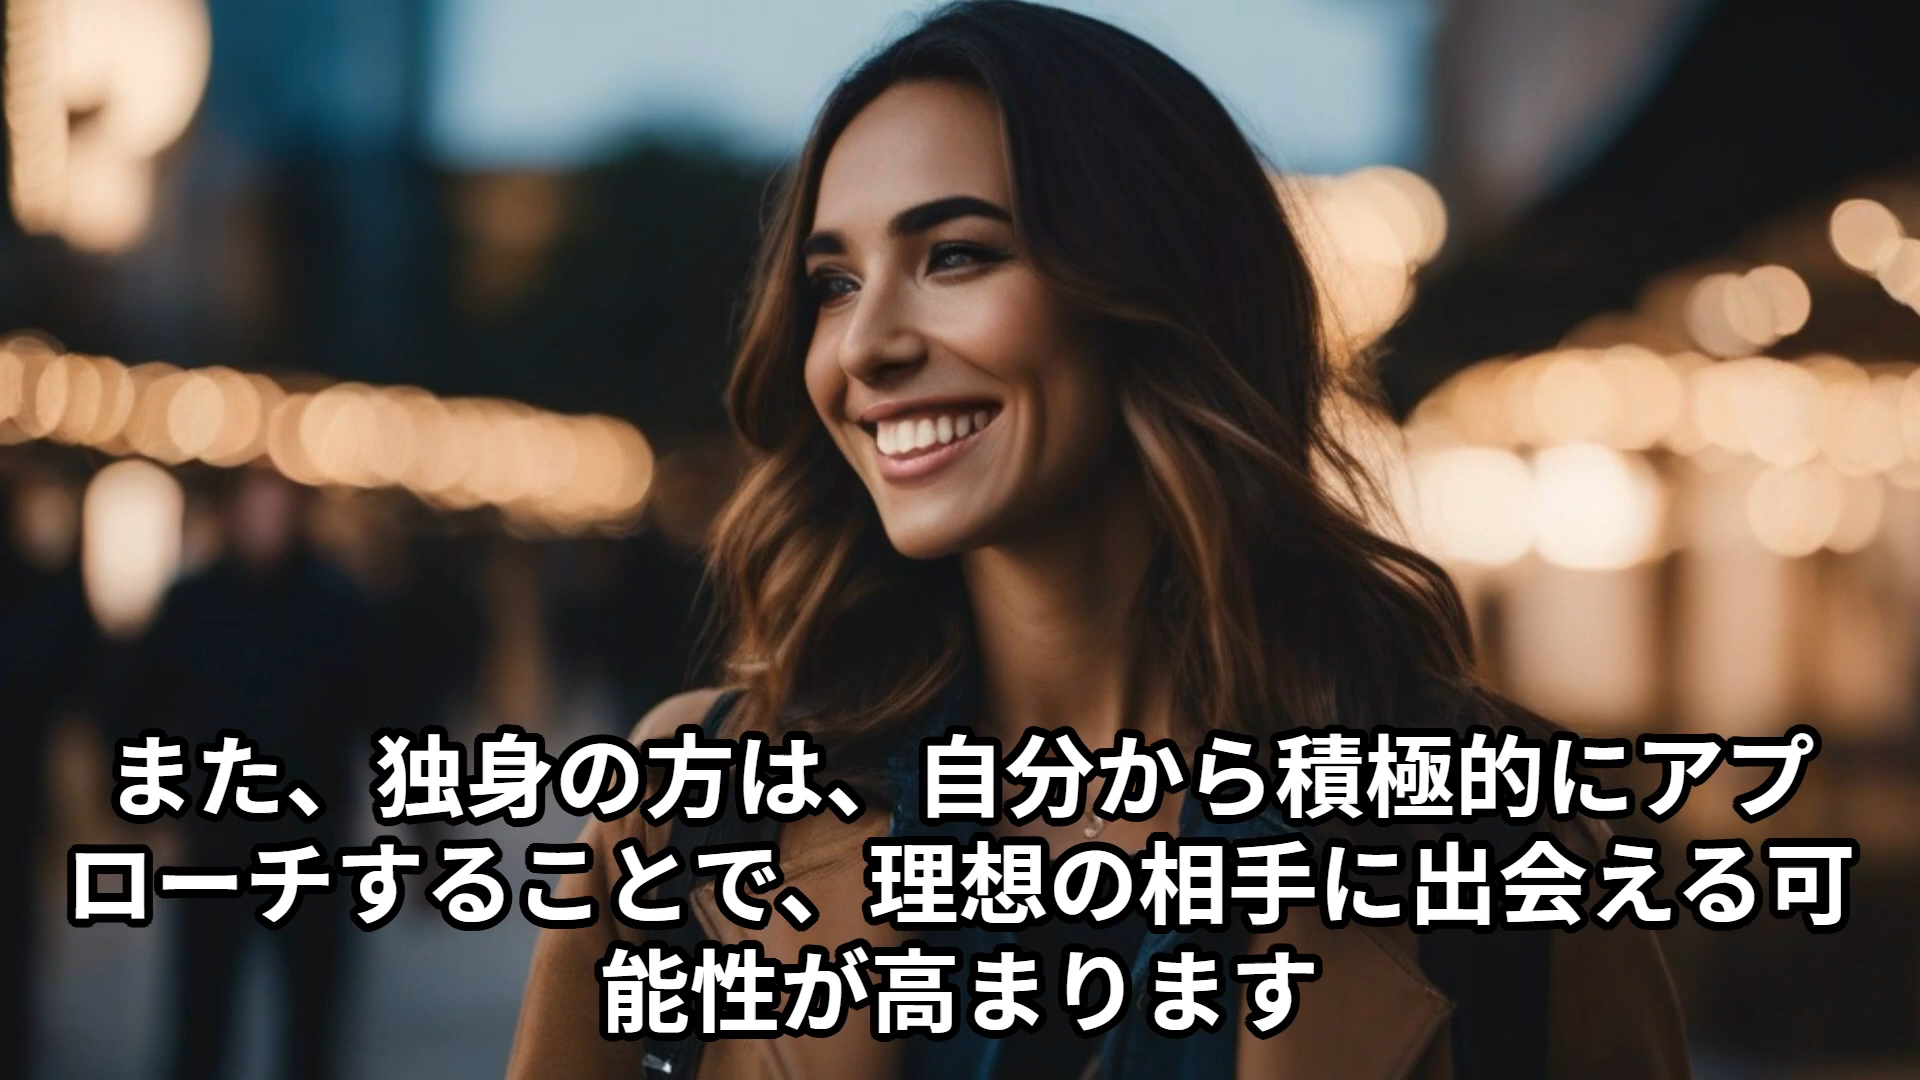 また、独身の方は、自分から積極的にアプ
ローチすることで、理想の相手に出会える可
能性が高まります